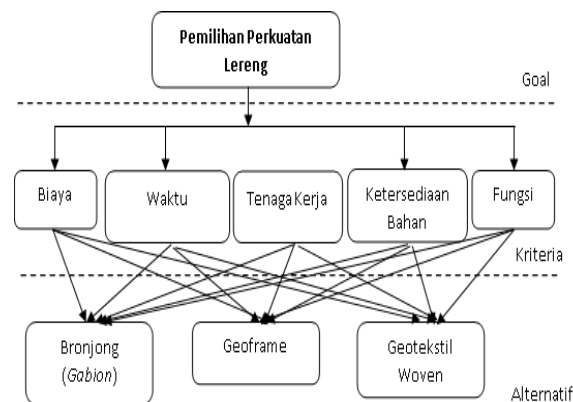 Pemilihan Perkuatan
Lereng
Goal
Biaya
Waktu
Tenaga Kerja
Ketersediaan
Bahan
Fungsi
Kriteria
Bronjong
(Gabion)
Geoframe
Geotekstil
Woven
Alternatif